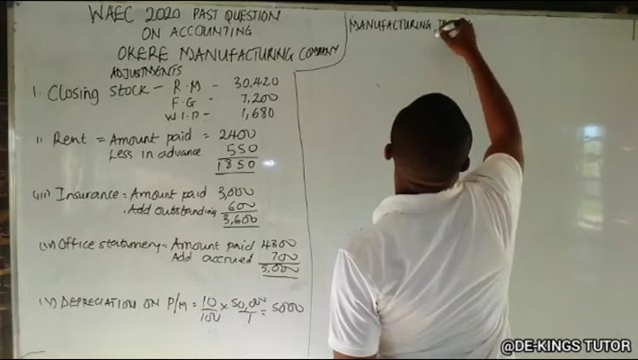 WAEC 2020 PAST QUESTION
ON ACCOUNTING
OKERE MANUFACTURING COMPANY
ADJUSTMENTS
I. Closing stock - R.M - 30,420
F.G - 7,200
W.I.P - 1,680
II Rent = Amount paid = 2400
Less in advance 550
1850
(iii) Insurance = Amount paid 3,000
Add outstanding 600
3,600
(iv) Office stationery = Amount paid 4300
Add accrued 700
5,000
(V) DEPRECIATION ON P/M = 10/100 × 50,000/1 = 5000
MANUFACTURING
@DE-KINGS TUTOR